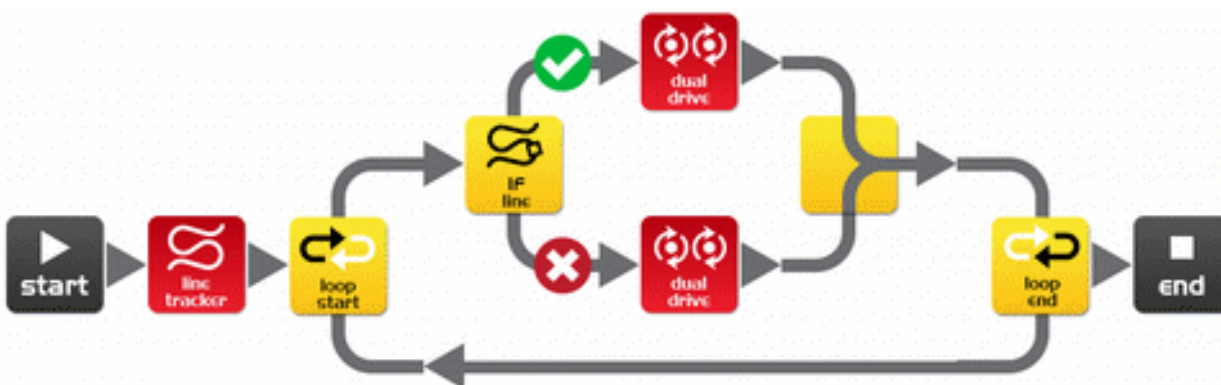 start
line
tracker
loop
start
if
line
dual
drive
dual
drive
loop
end
end